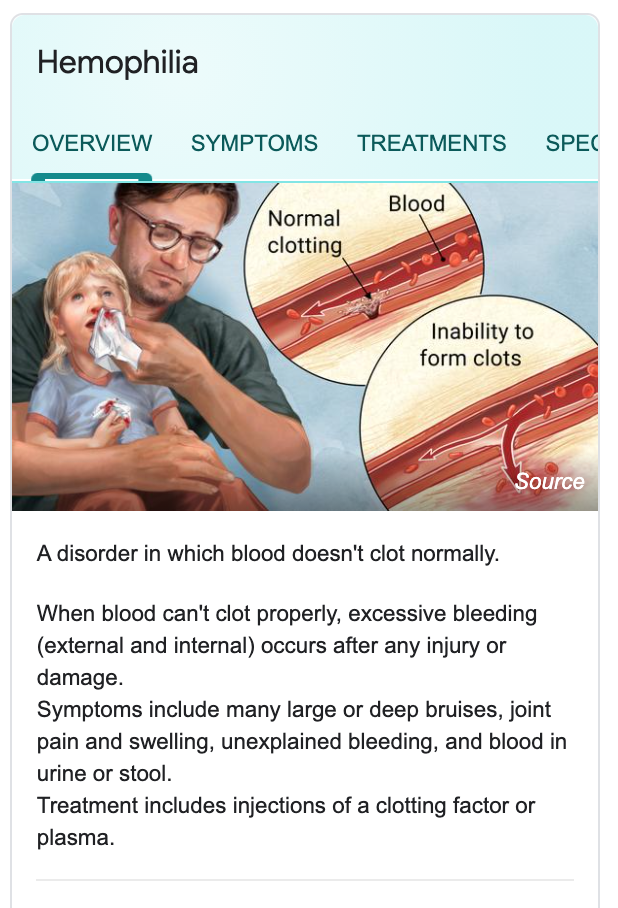 Hemophilia
OVERVIEW SYMPTOMS TREATMENTS SPEC
Normal
clotting
Blood
Inability to
form clots
Source
A disorder in which blood doesn't clot normally.
When blood can't clot properly, excessive bleeding
(external and internal) occurs after any injury or
damage.
Symptoms include many large or deep bruises, joint
pain and swelling, unexplained bleeding, and blood in
urine or stool.
Treatment includes injections of a clotting factor or
plasma.